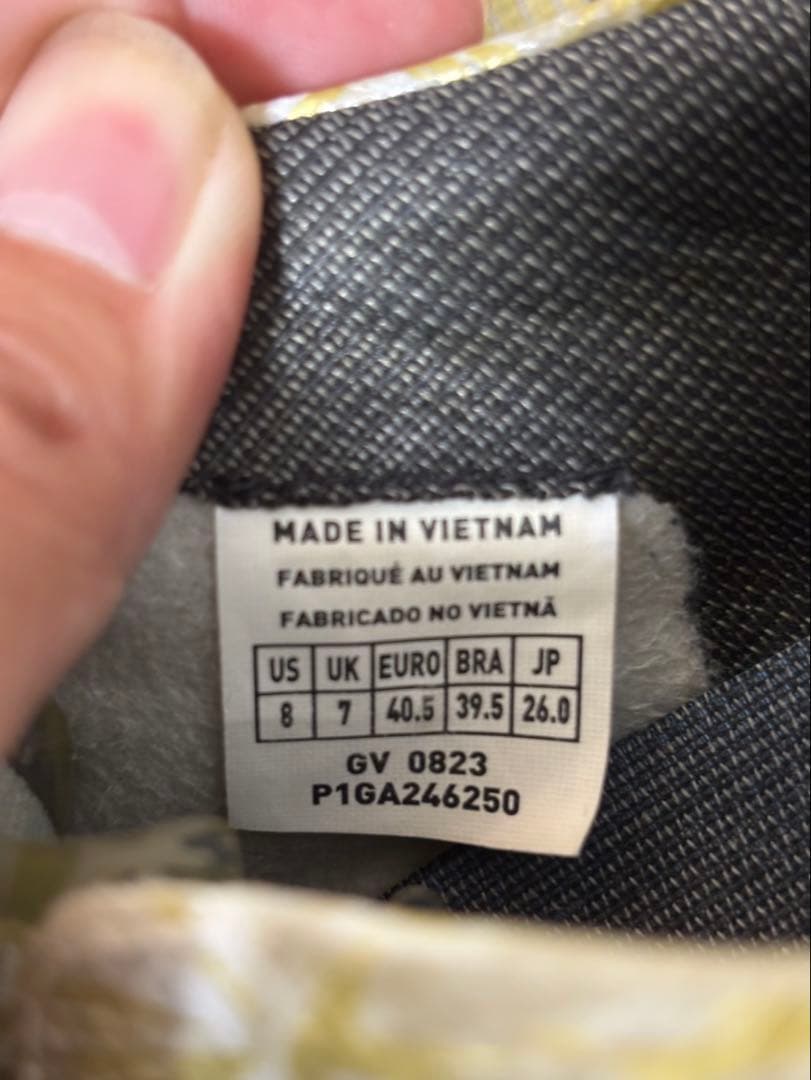 MADE IN VIETNAM
FABRIQUÉ AU VIETNAM
FABRICADO NO VIETNÃ
US UK EURO BRA JP
8 7 40.5 39.5 26.0
GV 0823
P1GA246250